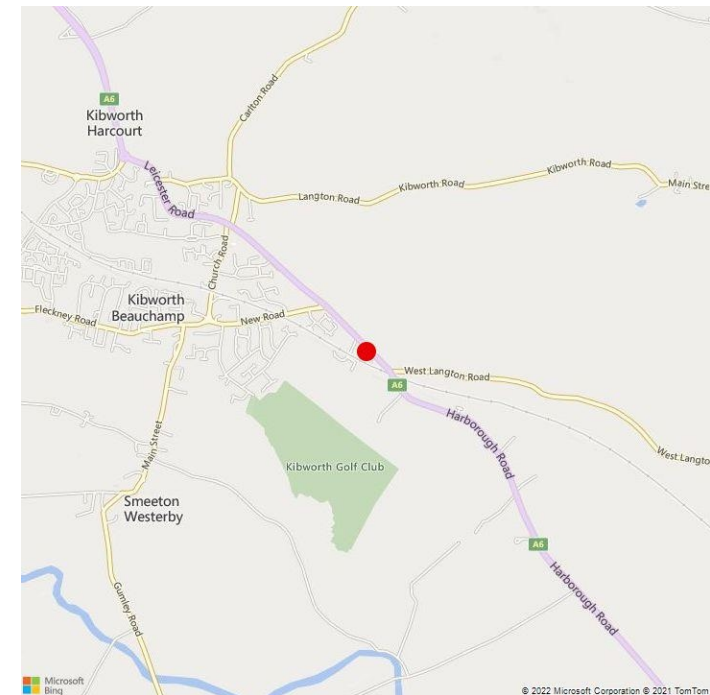 A6
Kibworth
Harcourt
Carlton Road
Leicester Road
Langton Road
Kibworth Road
Kibworth Road
Main Stre
Church Road
Kibworth
Beauchamp
Fleckney Road
New Road
West Langton Road
A6
Harborough Road
West Langto
Main Street
Kibworth Golf Club
Smeeton
Westerby
A6
Harborough Road
Gumley Road
Microsoft
Bing
© 2022 Microsoft Corporation © 2021 TomTom